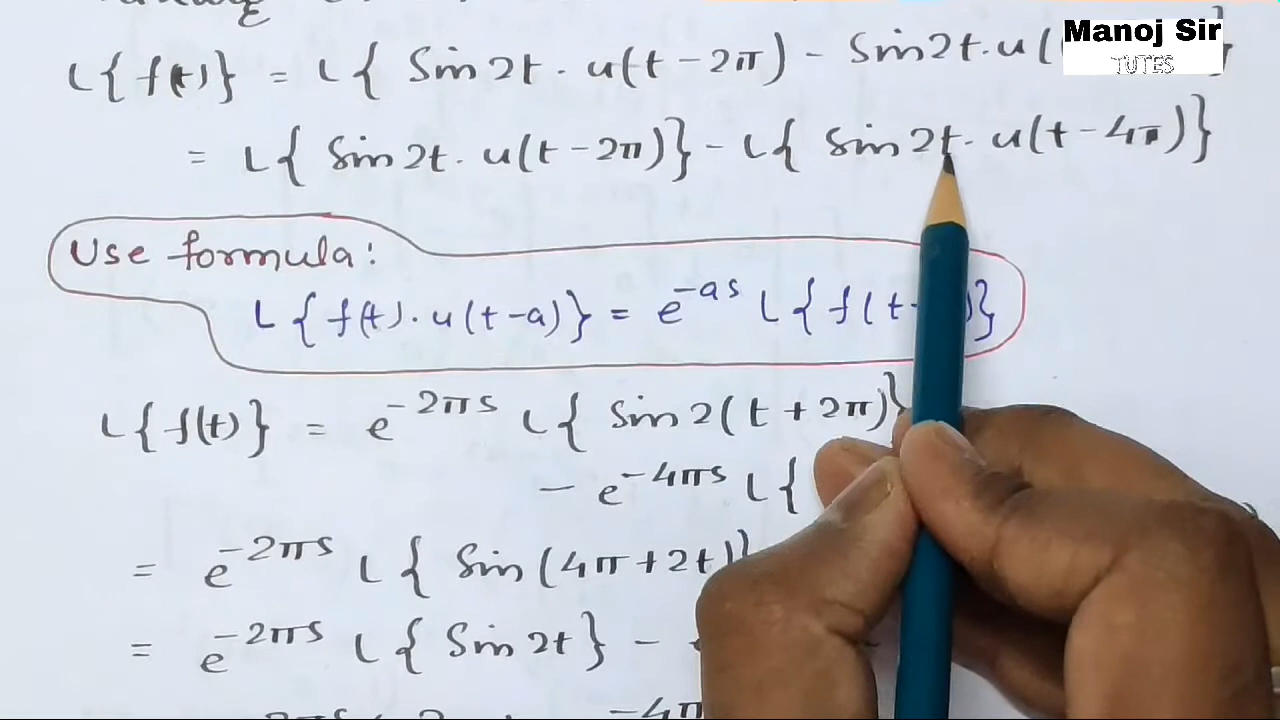 Manoj Sir
TUTES
L{f(t)} = L{ Sin2t · u(t-2π) - Sin2t · u( }
= L{ Sin2t · u(t-2π)} - L{ Sin2t · u(t-4π)}
Use formula:
L{f(t) · u(t-a)} = e^{-as} L{f(t )}
L{f(t)} = e^{-2πs} L{ Sin2(t+2π)}
- e^{-4πs} L{
= e^{-2πs} L{ Sin(4π+2t)}
= e^{-2πs} L{ Sin2t} -